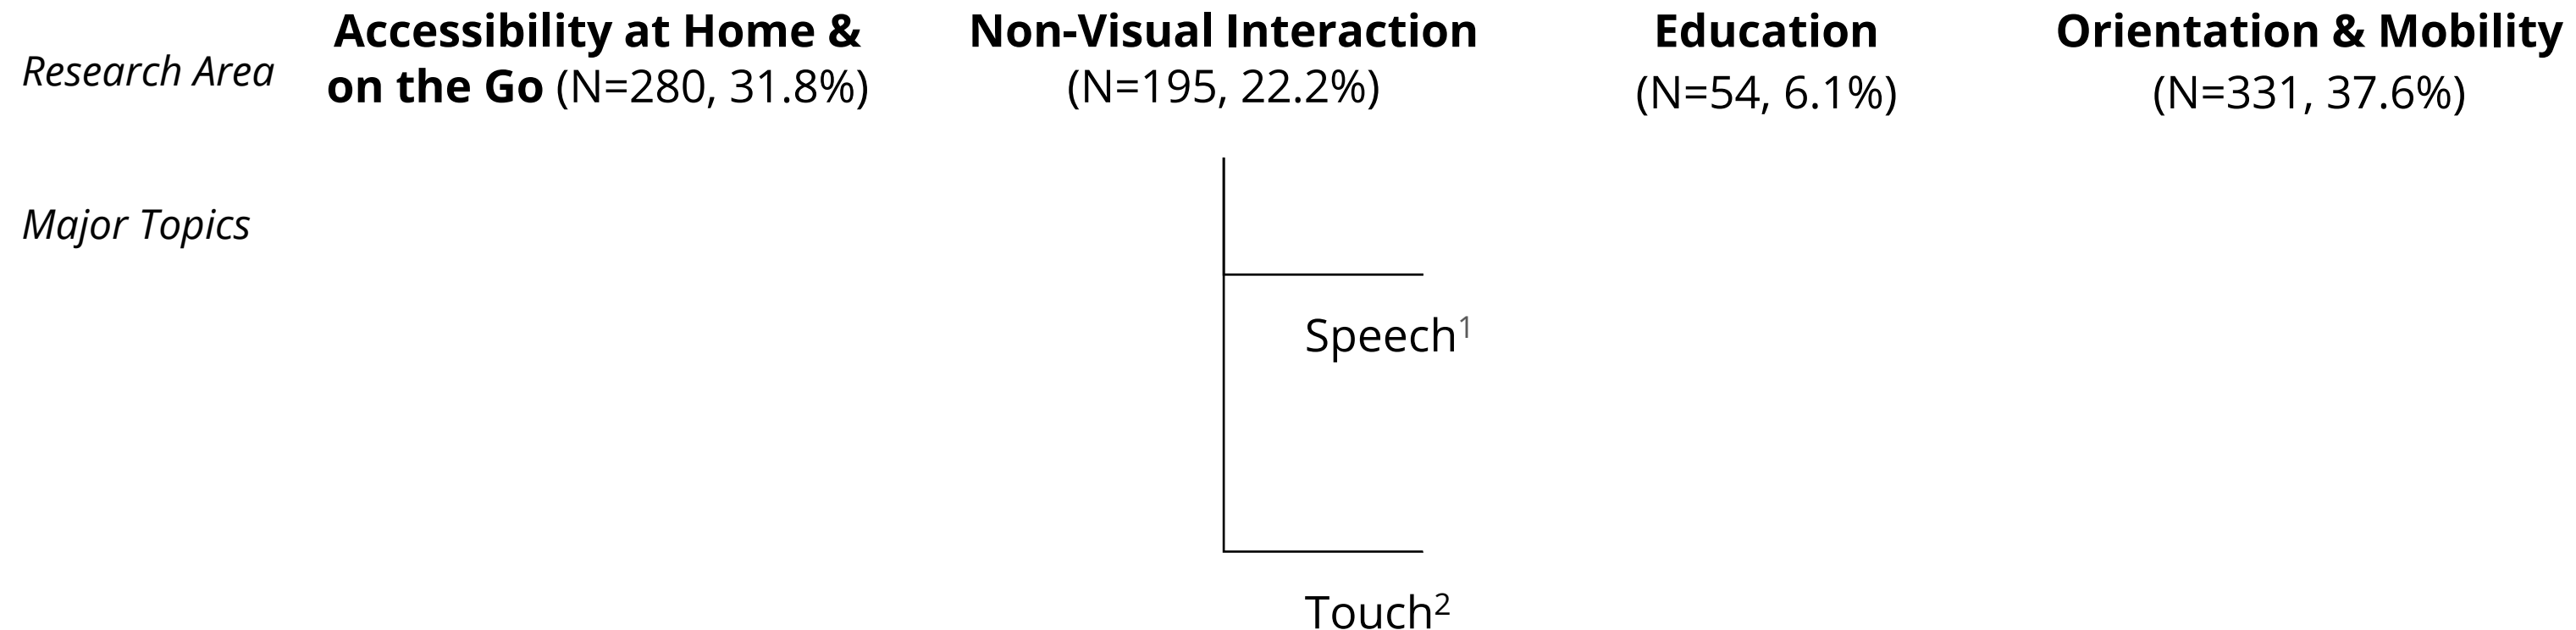 Research Area
Accessibility at Home &
on the Go (N=280, 31.8%)
Non-Visual Interaction
(N=195, 22.2%)
Education
(N=54, 6.1%)
Orientation & Mobility
(N=331, 37.6%)
Major Topics
Speech¹
Touch²